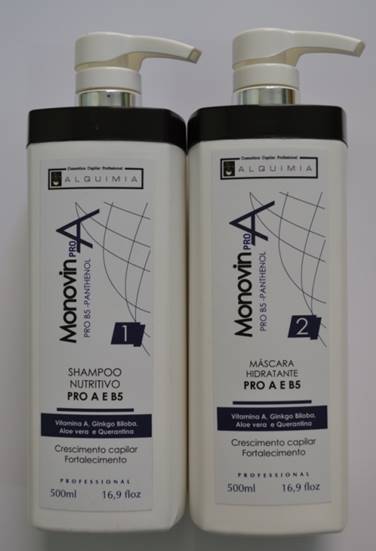 Cosmético Capilar Profissional
ALQUIMIA
Monovin PRO A
PRO B5 -PANTHENOL
1
SHAMPOO
NUTRITIVO
PRO A E B5
Vitamina A, Ginkgo Biloba,
Aloe vera e Querantina
Crescimento capilar
Fortalecimento
PROFESSIONAL
500ml 16,9 floz
Cosmético Capilar Profissional
ALQUIMIA
Monovin PRO A
PRO B5 -PANTHENOL
2
MÁSCARA
HIDRATANTE
PRO A E B5
Vitamina A, Ginkgo Biloba,
Aloe vera e Querantina
Crescimento capilar
Fortalecimento
PROFESSIONAL
500ml 16,9 floz